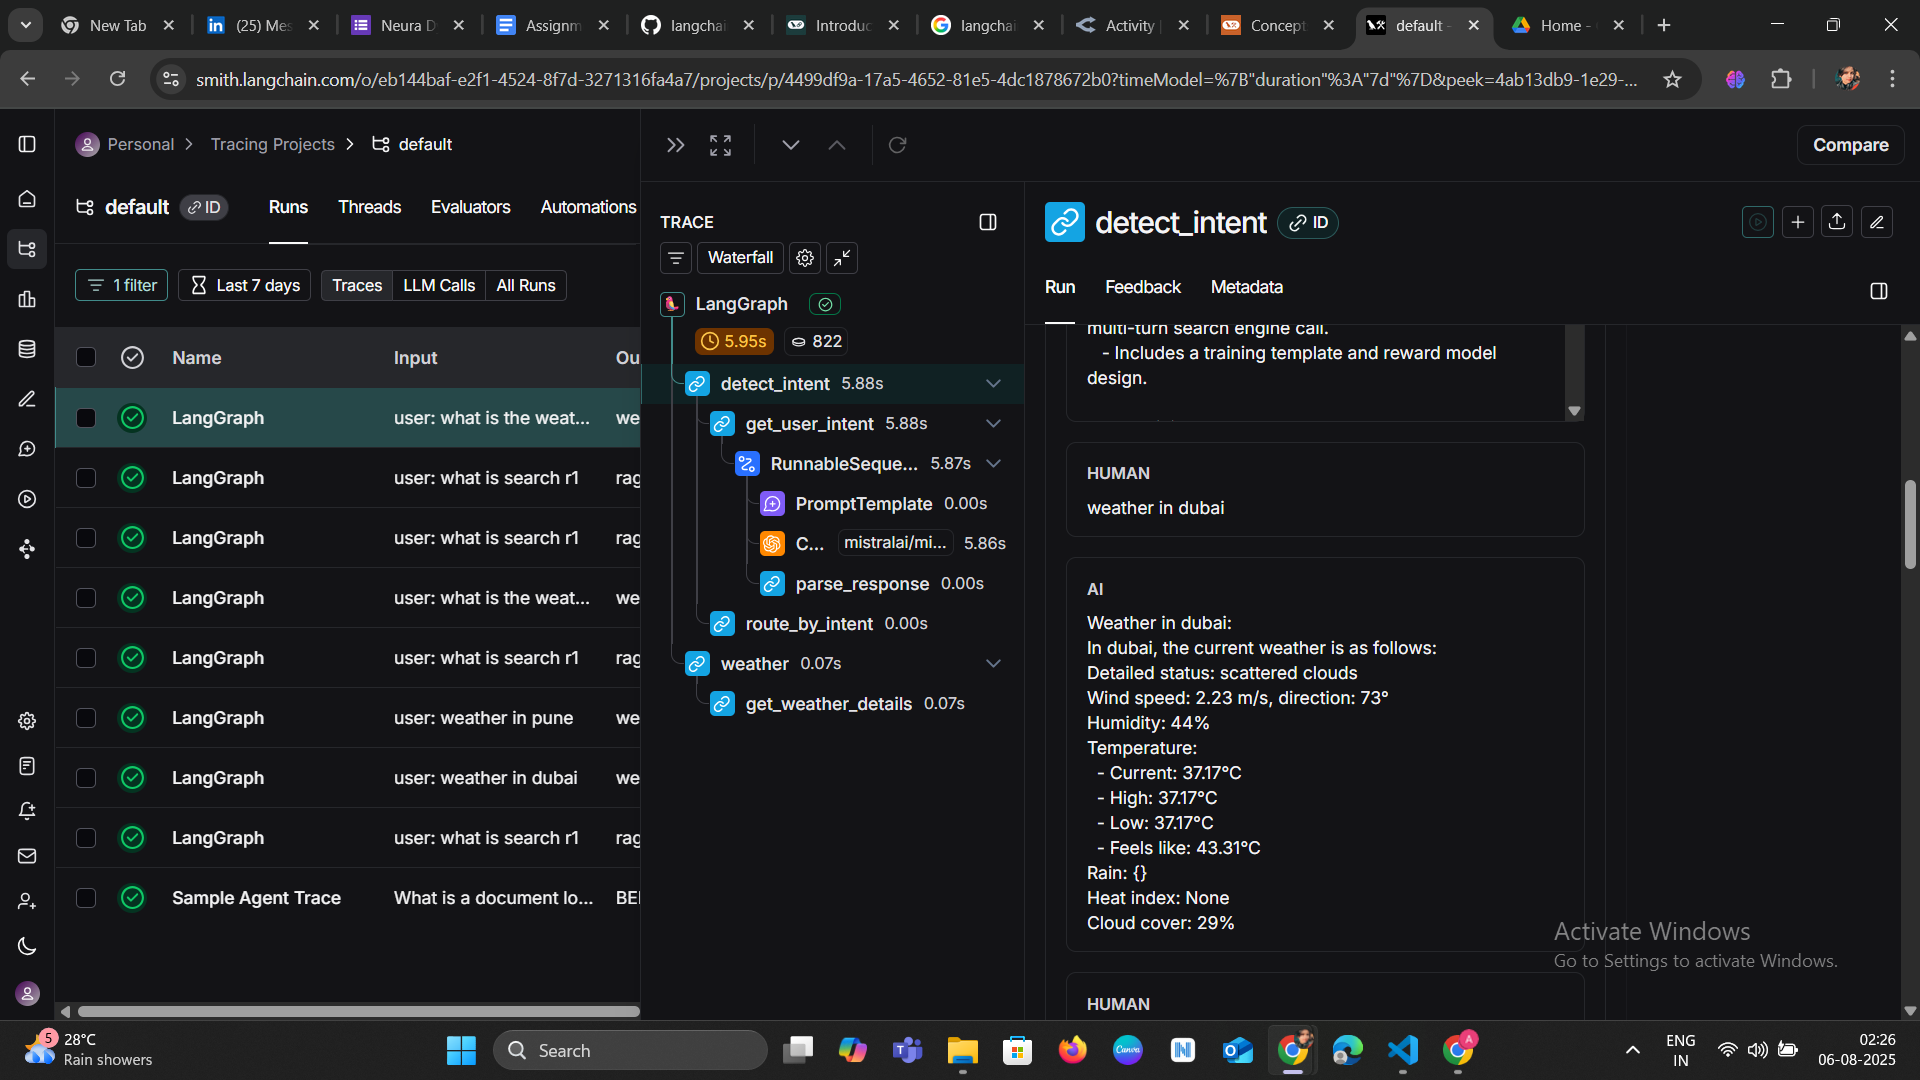 New Tab
(25) Mes
Neura D
Assignm
langchai
Introduc
langchai
Activity
Concept
default -
Home -
smith.langchain.com/o/eb144baf-e2f1-4524-8f7d-3271316fa4a7/projects/p/4499df9a-17a5-4652-81e5-4dc1878672b0?timeModel=%7B"duration"%3A"7d"%7D&peek=4ab13db9-1e29-...
Personal > Tracing Projects > default
Compare
default ID
Runs Threads Evaluators Automations
1 filter
Last 7 days
Traces LLM Calls All Runs
Name Input Ou
LangGraph user: what is the weat... we
LangGraph user: what is search r1 rag
LangGraph user: what is search r1 rag
LangGraph user: what is the weat... we
LangGraph user: what is search r1 rag
LangGraph user: weather in pune we
LangGraph user: weather in dubai we
LangGraph user: what is search r1 rag
Sample Agent Trace What is a document lo... BEI
TRACE
Waterfall
LangGraph
5.95s 822
detect_intent 5.88s
get_user_intent 5.88s
RunnableSeque... 5.87s
PromptTemplate 0.00s
C... mistralai/mi... 5.86s
parse_response 0.00s
route_by_intent 0.00s
weather 0.07s
get_weather_details 0.07s
detect_intent ID
Run Feedback Metadata
multi-turn search engine call.
- Includes a training template and reward model
design.
HUMAN
weather in dubai
AI
Weather in dubai:
In dubai, the current weather is as follows:
Detailed status: scattered clouds
Wind speed: 2.23 m/s, direction: 73°
Humidity: 44%
Temperature:
- Current: 37.17°C
- High: 37.17°C
- Low: 37.17°C
- Feels like: 43.31°C
Rain: {}
Heat index: None
Cloud cover: 29%
HUMAN
Activate Windows
Go to Settings to activate Windows.
5
28°C
Rain showers
Search
Canva
A
ENG
IN
02:26
06-08-2025